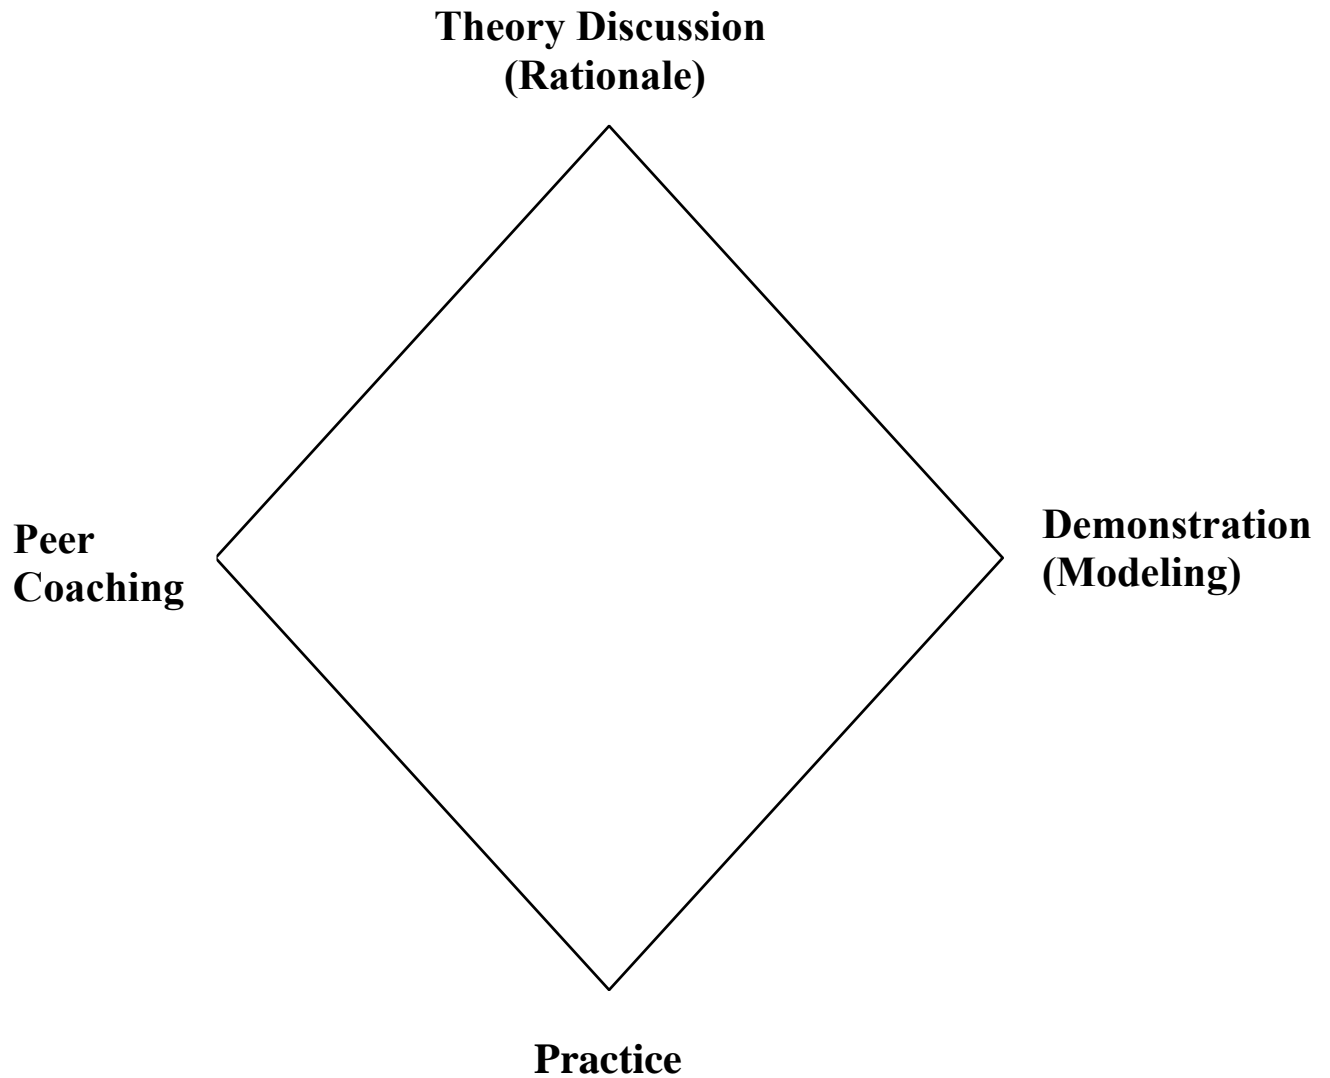 Theory Discussion
(Rationale)
Peer
Coaching
Demonstration
(Modeling)
Practice